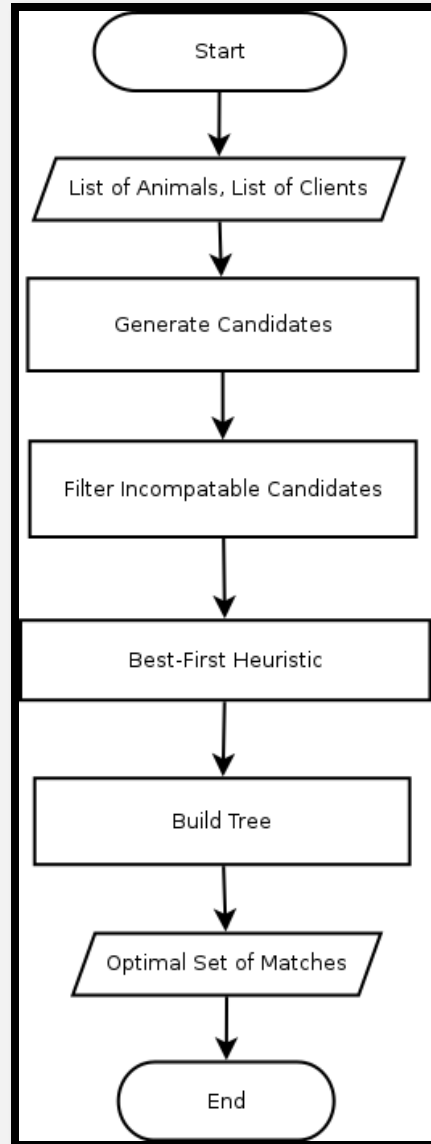 Start
List of Animals, List of Clients
Generate Candidates
Filter Incompatable Candidates
Best-First Heuristic
Build Tree
Optimal Set of Matches
End